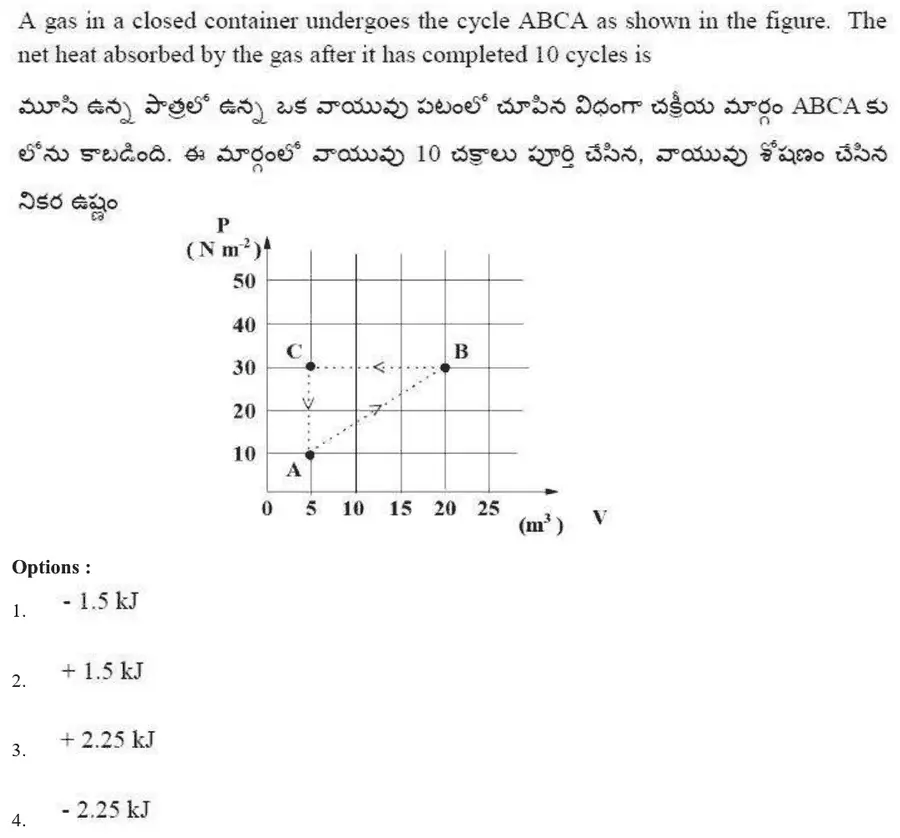 A gas in a closed container undergoes the cycle ABCA as shown in the figure. The
net heat absorbed by the gas after it has completed 10 cycles is
మూసి ఉన్న పాత్రలో ఉన్న ఒక వాయువు పటంలో చూపిన విధంగా చక్రీయ మార్గం ABCA కు
లోను కాబడింది. ఈ మార్గంలో వాయువు 10 చక్రాలు పూర్తి చేసిన, వాయువు శోషణం చేసిన
నికర ఉష్ణం
P
( N m⁻²)
50
40
C B
30
20
10
A
0 5 10 15 20 25
(m³ ) V
Options :
1. - 1.5 kJ
2. + 1.5 kJ
3. + 2.25 kJ
4. - 2.25 kJ